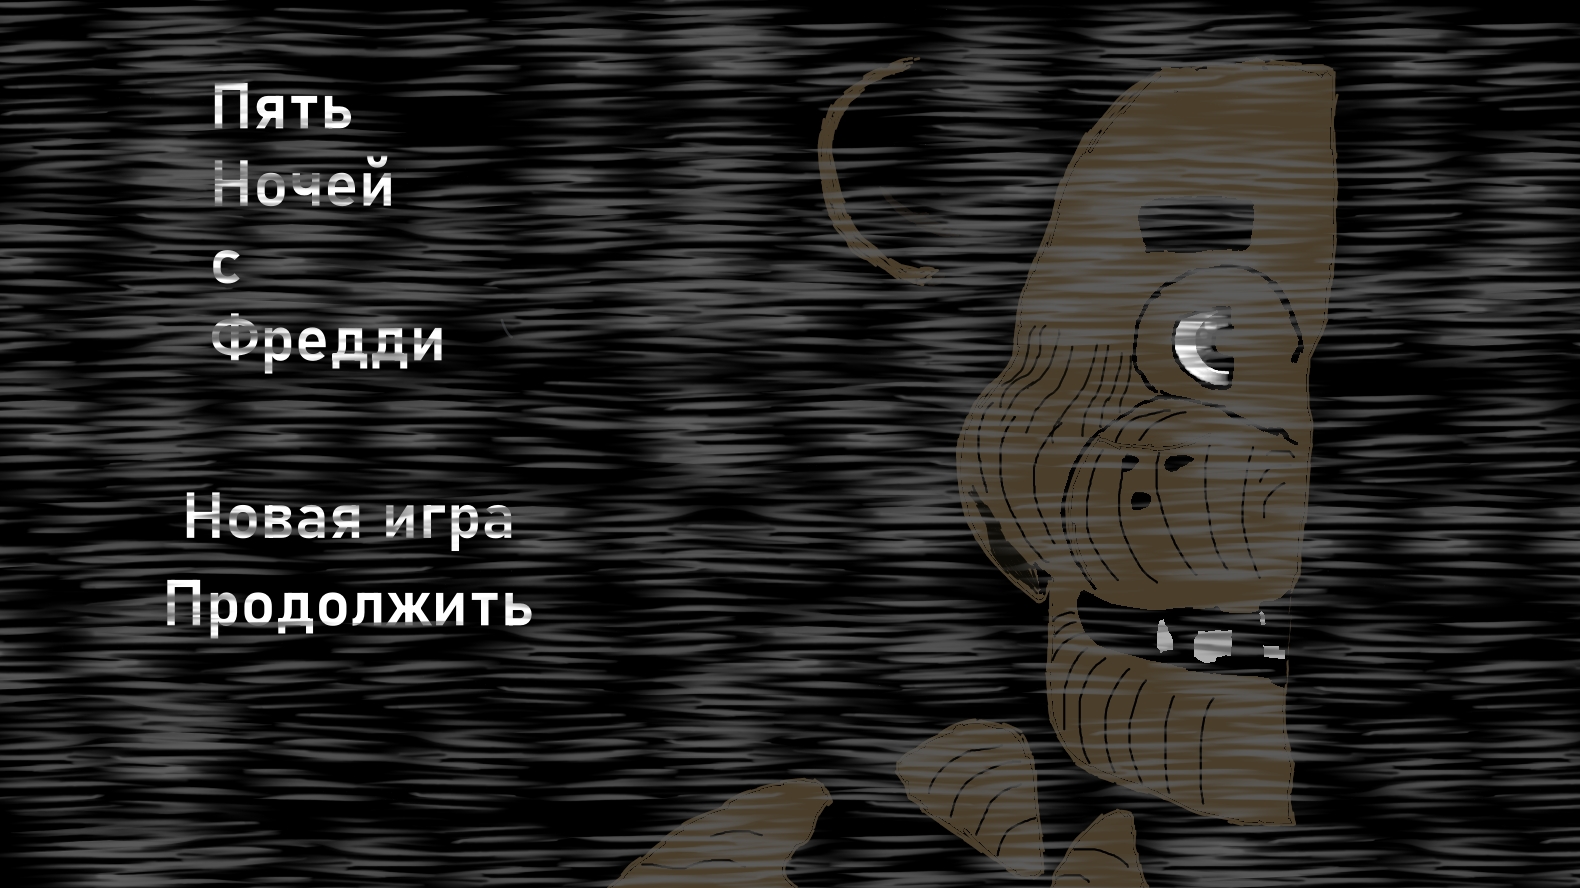 Пять
Ночей
с
Фредди
Новая игра
Продолжить